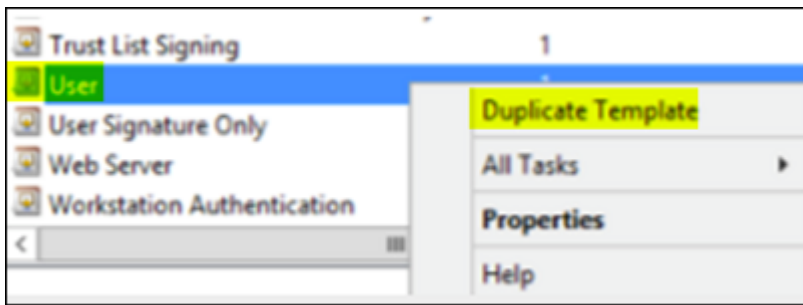 Trust List Signing 1
User
Duplicate Template
User Signature Only
All Tasks
Web Server
Properties
Workstation Authentication
Help